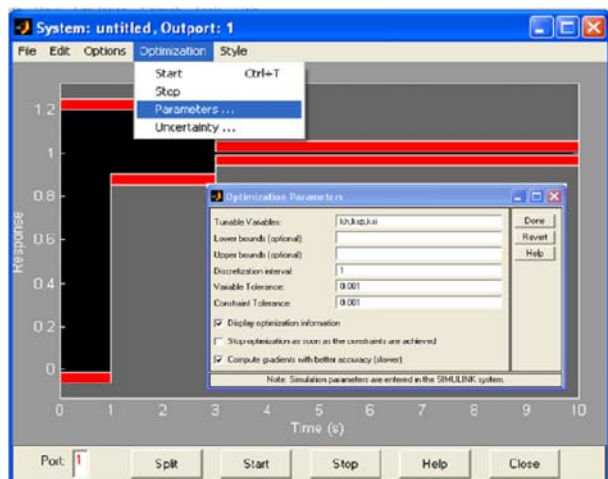 System: untitled, Outport: 1
File Edit Options Optimization Style
Start Ctrl+T
Stop
Parameters ...
Uncertainty ...
1.2
1
0.8
0.6
0.4
0.2
0
Response
Optimization Parameters
Tunable Variables:
Lower bounds (optional):
Upper bounds (optional):
Discretization interval: 1
Variable Tolerance: 0.001
Constraint Tolerance: 0.001
Display optimization information
Stop optimization as soon as the constraints are achieved
Compute gradients with better accuracy (slower)
Note: Simulation parameters are entered in the SIMULINK system.
Done
Revert
Help
0 1 2 3 4 5 6 7 8 9 10
Time (s)
Port: 1 Split Start Stop Help Close